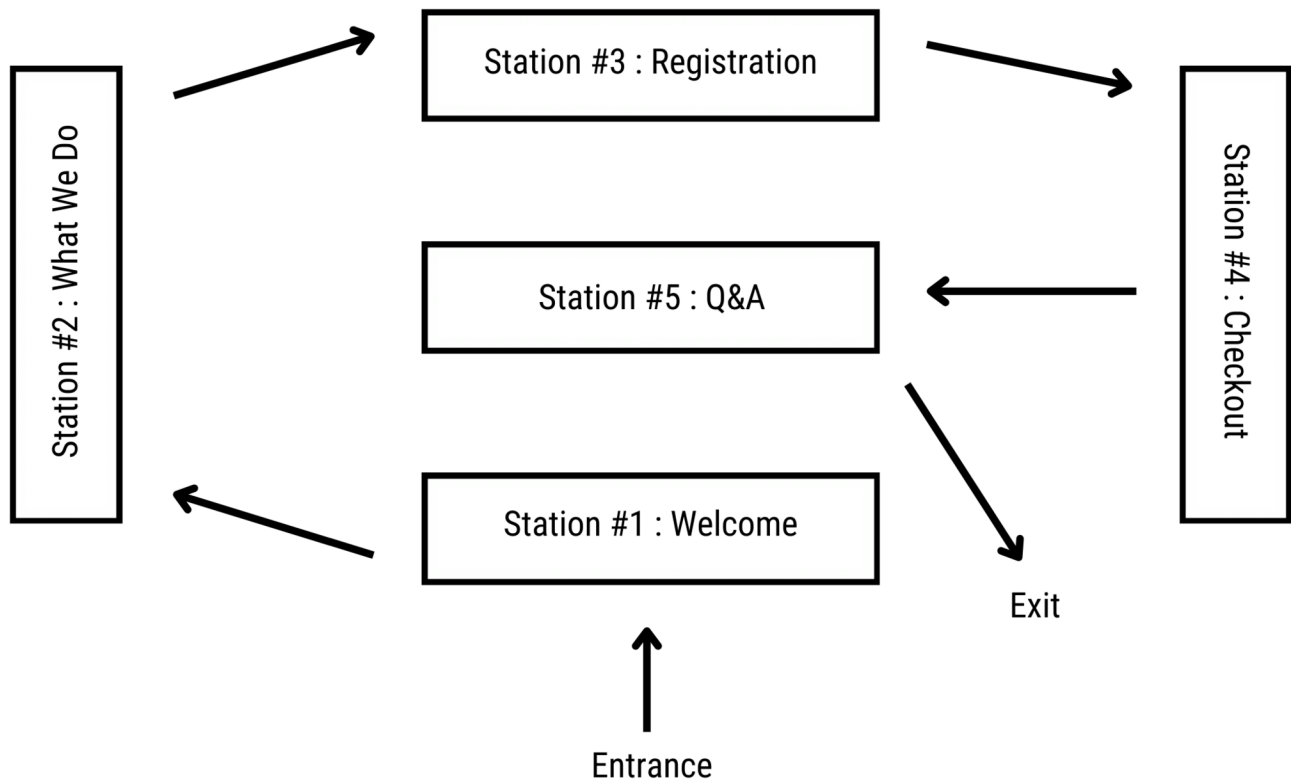 Station #3 : Registration
Station #2 : What We Do
Station #4 : Checkout
Station #5 : Q&A
Station #1 : Welcome
Exit
Entrance